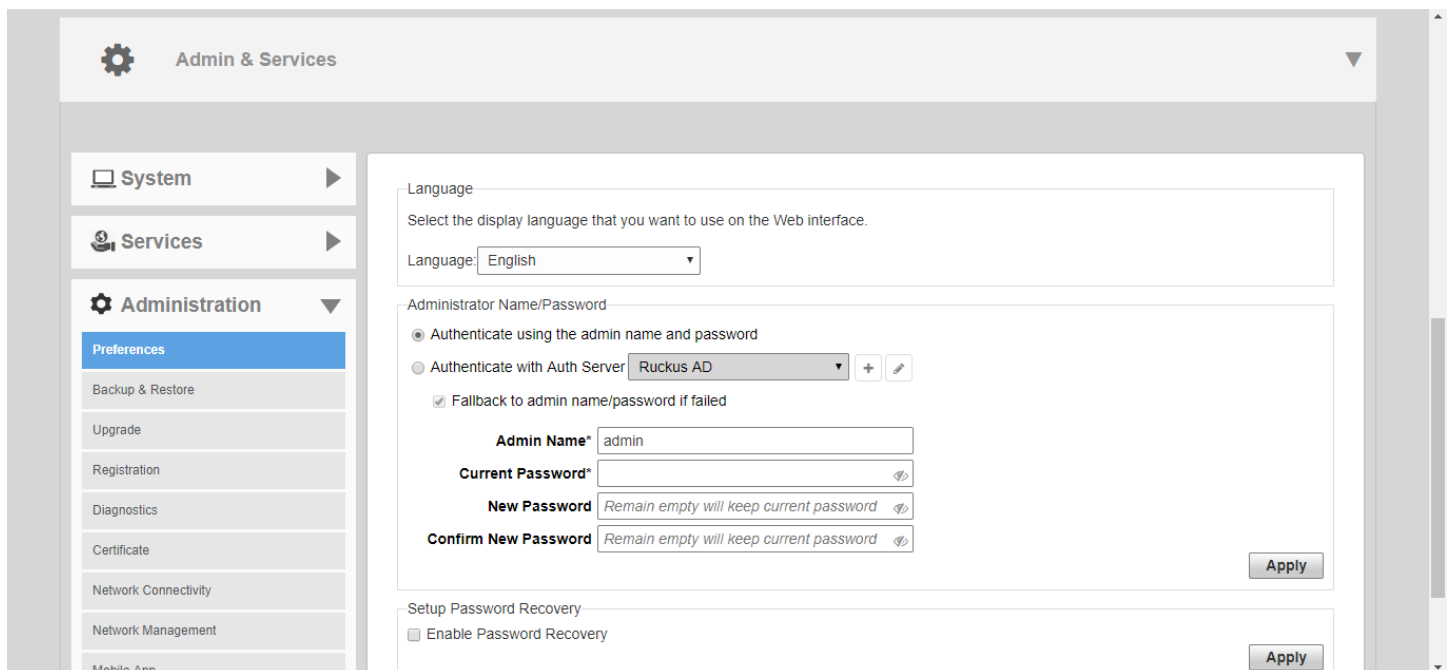 Admin & Services
System
Services
Administration
Preferences
Backup & Restore
Upgrade
Registration
Diagnostics
Certificate
Network Connectivity
Network Management
Mobile App
Language
Select the display language that you want to use on the Web interface.
Language: English
Administrator Name/Password
Authenticate using the admin name and password
Authenticate with Auth Server Ruckus AD
Fallback to admin name/password if failed
Admin Name* admin
Current Password*
New Password Remain empty will keep current password
Confirm New Password Remain empty will keep current password
Apply
Setup Password Recovery
Enable Password Recovery
Apply